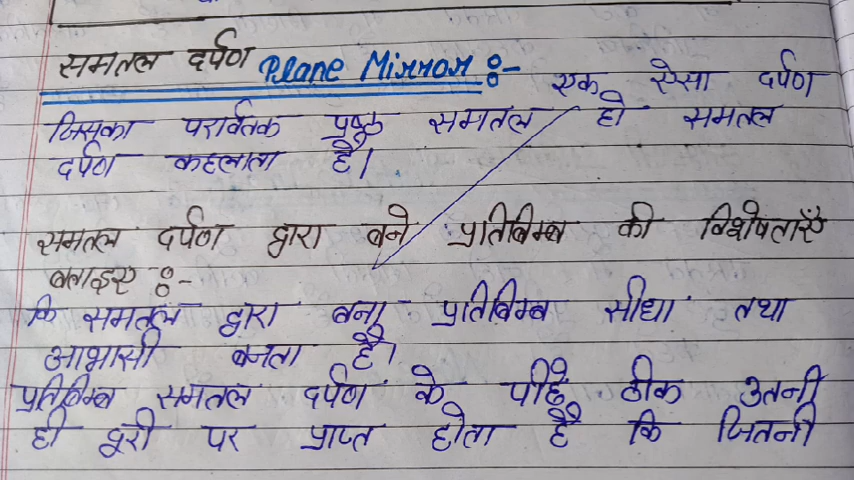 समतल दर्पण Plane Mirror :- एक ऐसा दर्पण
जिसका परावर्तक पृष्ठ समतल हो समतल
दर्पण कहलाता है।
समतल दर्पण द्वारा बने प्रतिबिम्ब की विशेषताएँ
बताइए :-
कि समतल द्वारा बना प्रतिबिम्ब सीधा तथा
आभासी बनता है।
प्रतिबिम्ब समतल दर्पण के पीछे ठीक उतनी
ही दूरी पर प्राप्त होता है कि जितनी